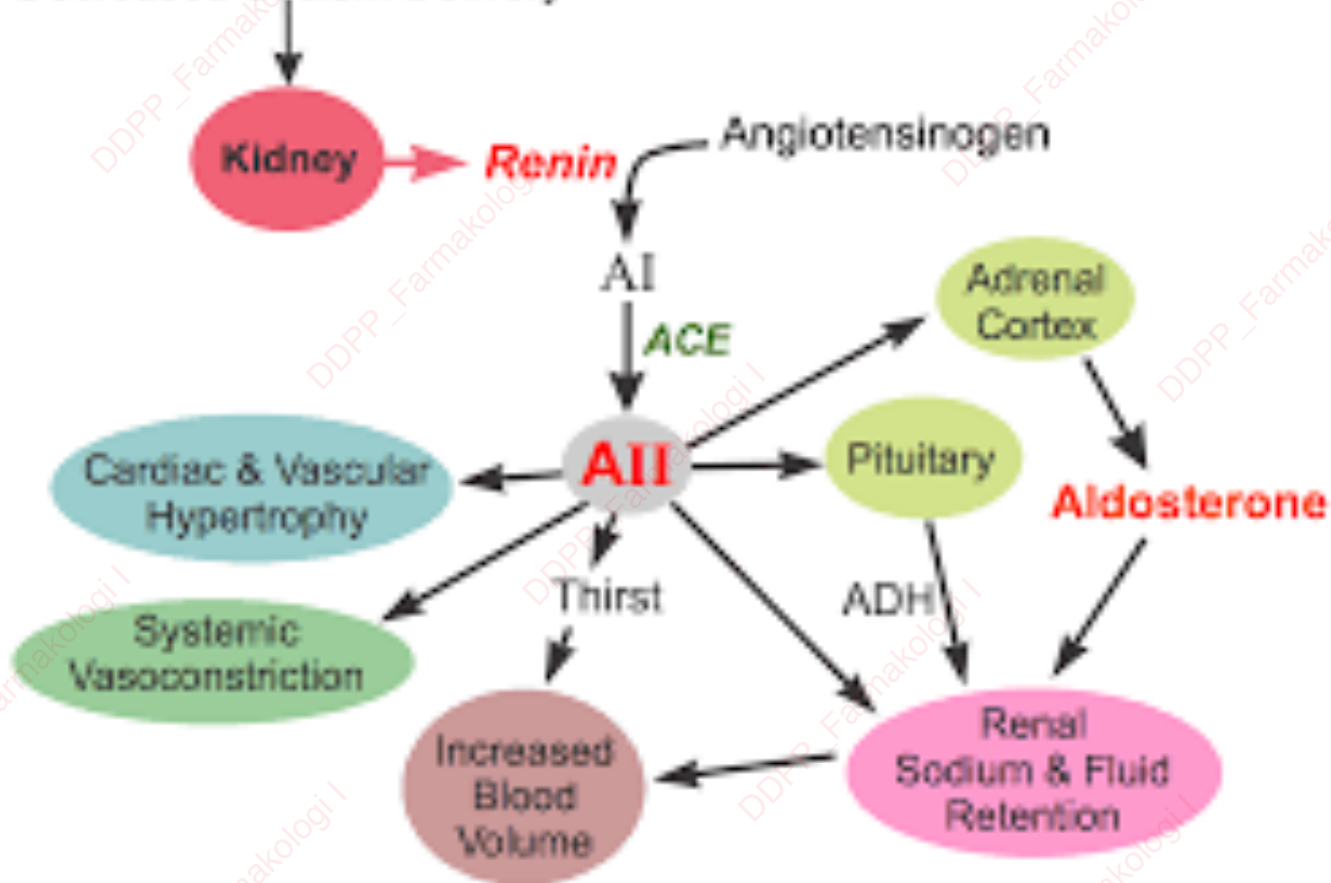 Kidney
Renin
Angiotensinogen
AI
ACE
Adrenal
Cortex
AII
Pituitary
Cardiac & Vascular
Hypertrophy
Aldosterone
Thirst
ADH
Systemic
Vasoconstriction
Increased
Blood
Volume
Renal
Sodium & Fluid
Retention
DDPP_Farmakologi I